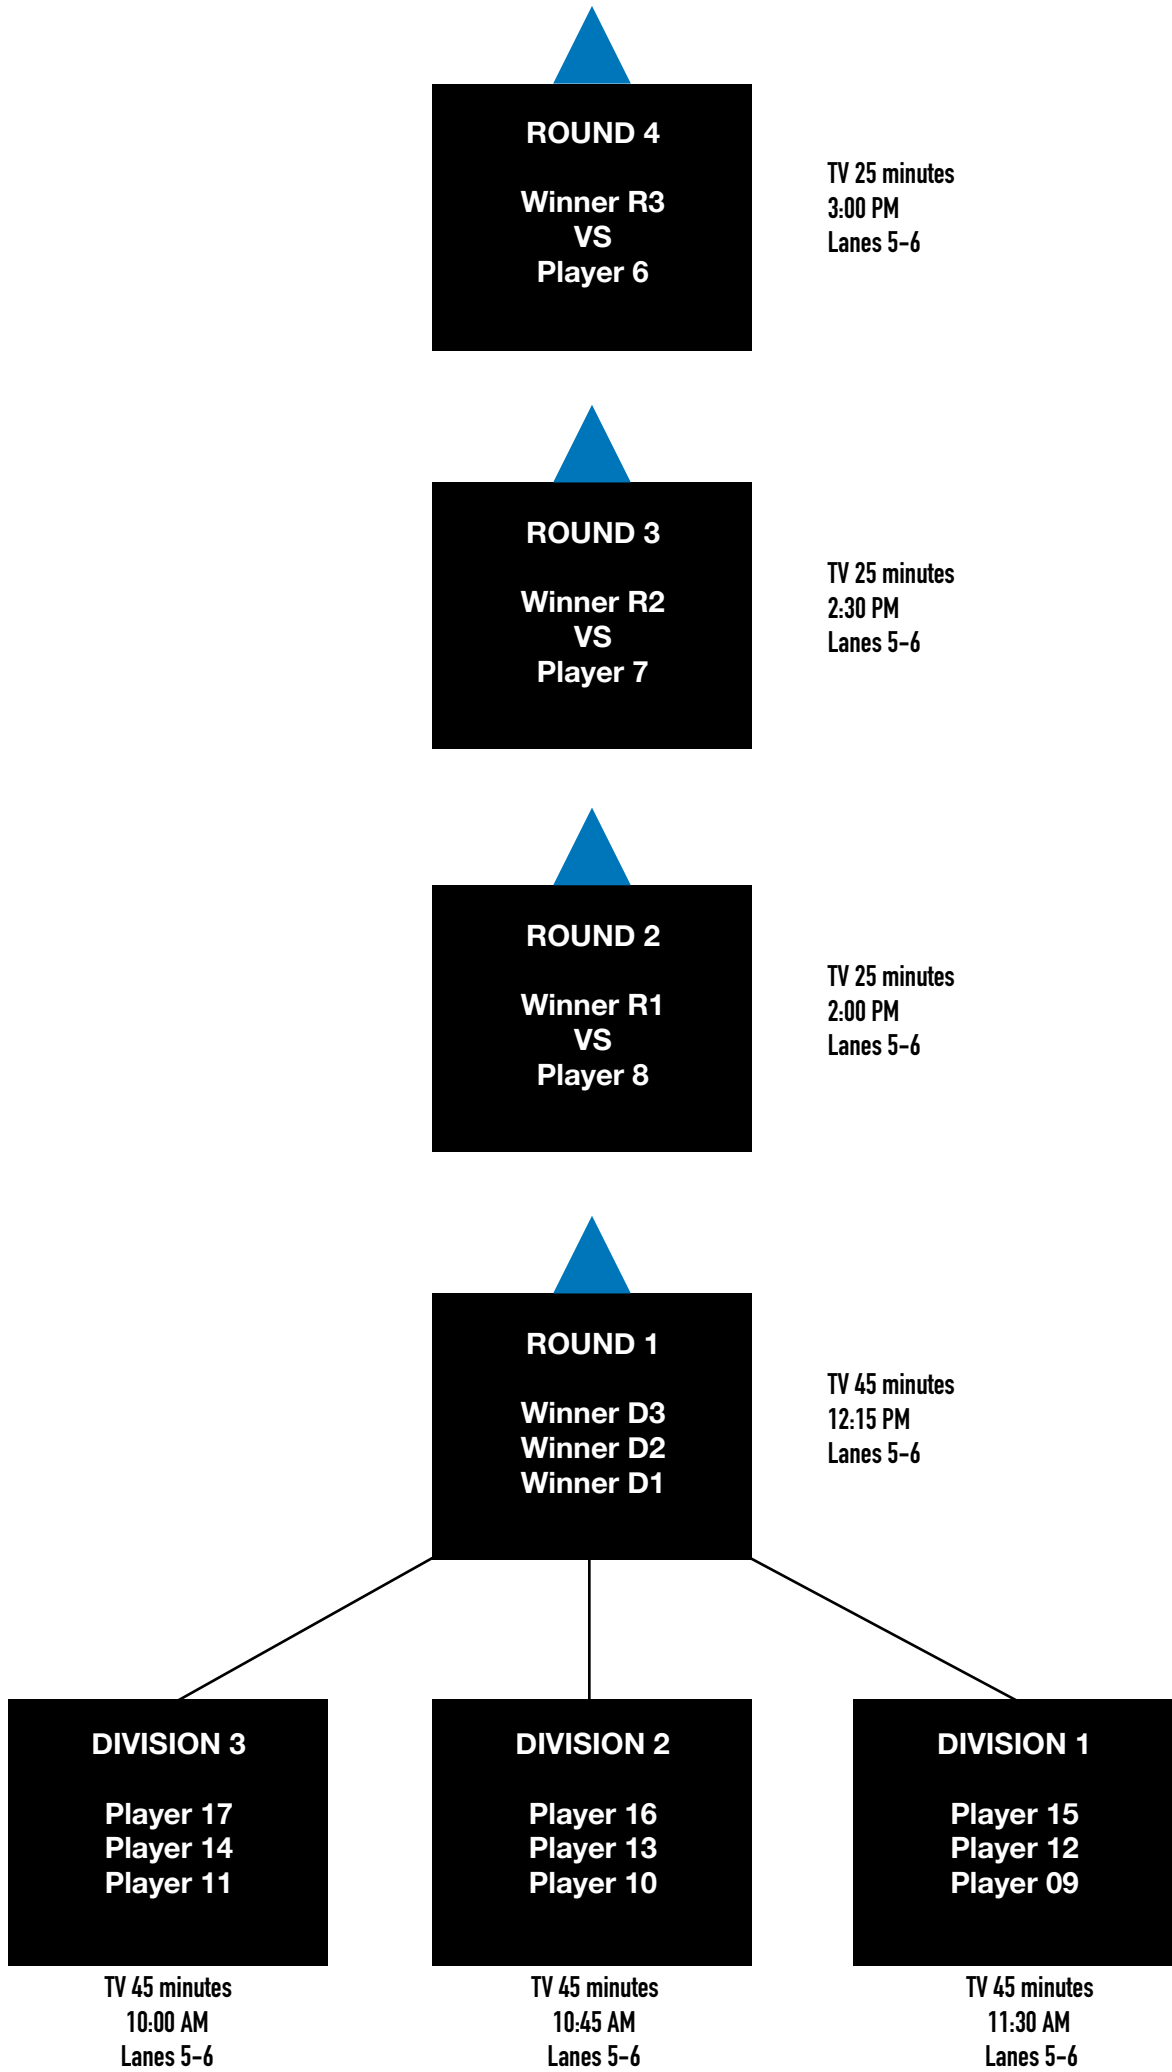 ROUND 4
Winner R3
VS
Player 6
TV 25 minutes
3:00 PM
Lanes 5-6
ROUND 3
Winner R2
VS
Player 7
TV 25 minutes
2:30 PM
Lanes 5-6
ROUND 2
Winner R1
VS
Player 8
TV 25 minutes
2:00 PM
Lanes 5-6
ROUND 1
Winner D3
Winner D2
Winner D1
TV 45 minutes
12:15 PM
Lanes 5-6
DIVISION 3
Player 17
Player 14
Player 11
TV 45 minutes
10:00 AM
Lanes 5-6
DIVISION 2
Player 16
Player 13
Player 10
TV 45 minutes
10:45 AM
Lanes 5-6
DIVISION 1
Player 15
Player 12
Player 09
TV 45 minutes
11:30 AM
Lanes 5-6